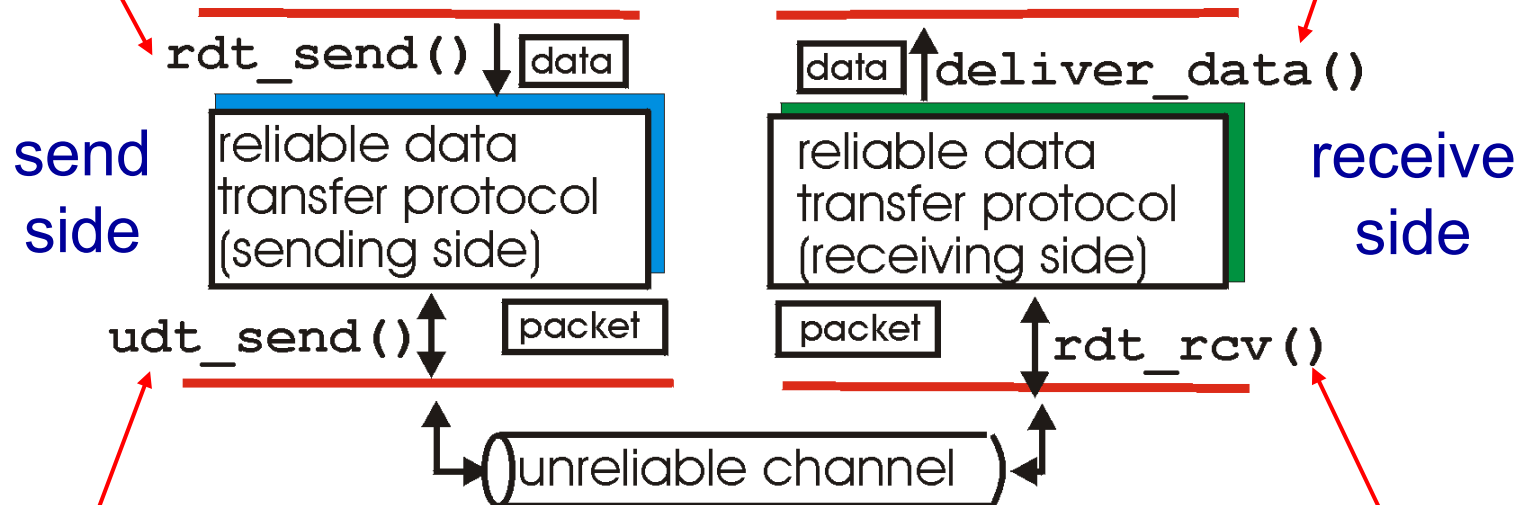 rdt_send()
data
data
deliver_data()
send
side
reliable data
transfer protocol
(sending side)
reliable data
transfer protocol
(receiving side)
receive
side
udt_send()
packet
packet
rdt_rcv()
unreliable channel